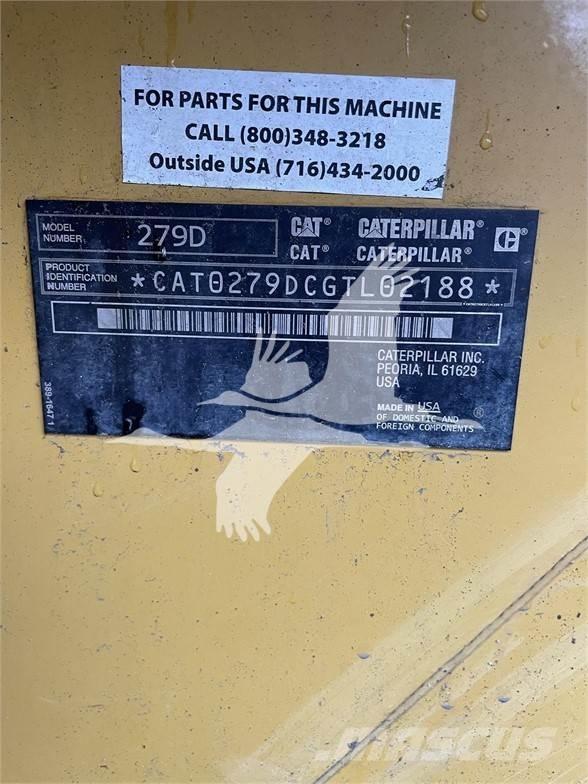 FOR PARTS FOR THIS MACHINE
CALL (800)348-3218
Outside USA (716)434-2000
MODEL NUMBER 279D
CAT® CATERPILLAR®
CAT® CATERPILLAR®
PRODUCT IDENTIFICATION NUMBER *CAT0279DCGTL02188*
CATERPILLAR INC.
PEORIA, IL 61629
USA
MADE IN USA
OF DOMESTIC AND
FOREIGN COMPONENTS
®
389-1647 1
Mascus